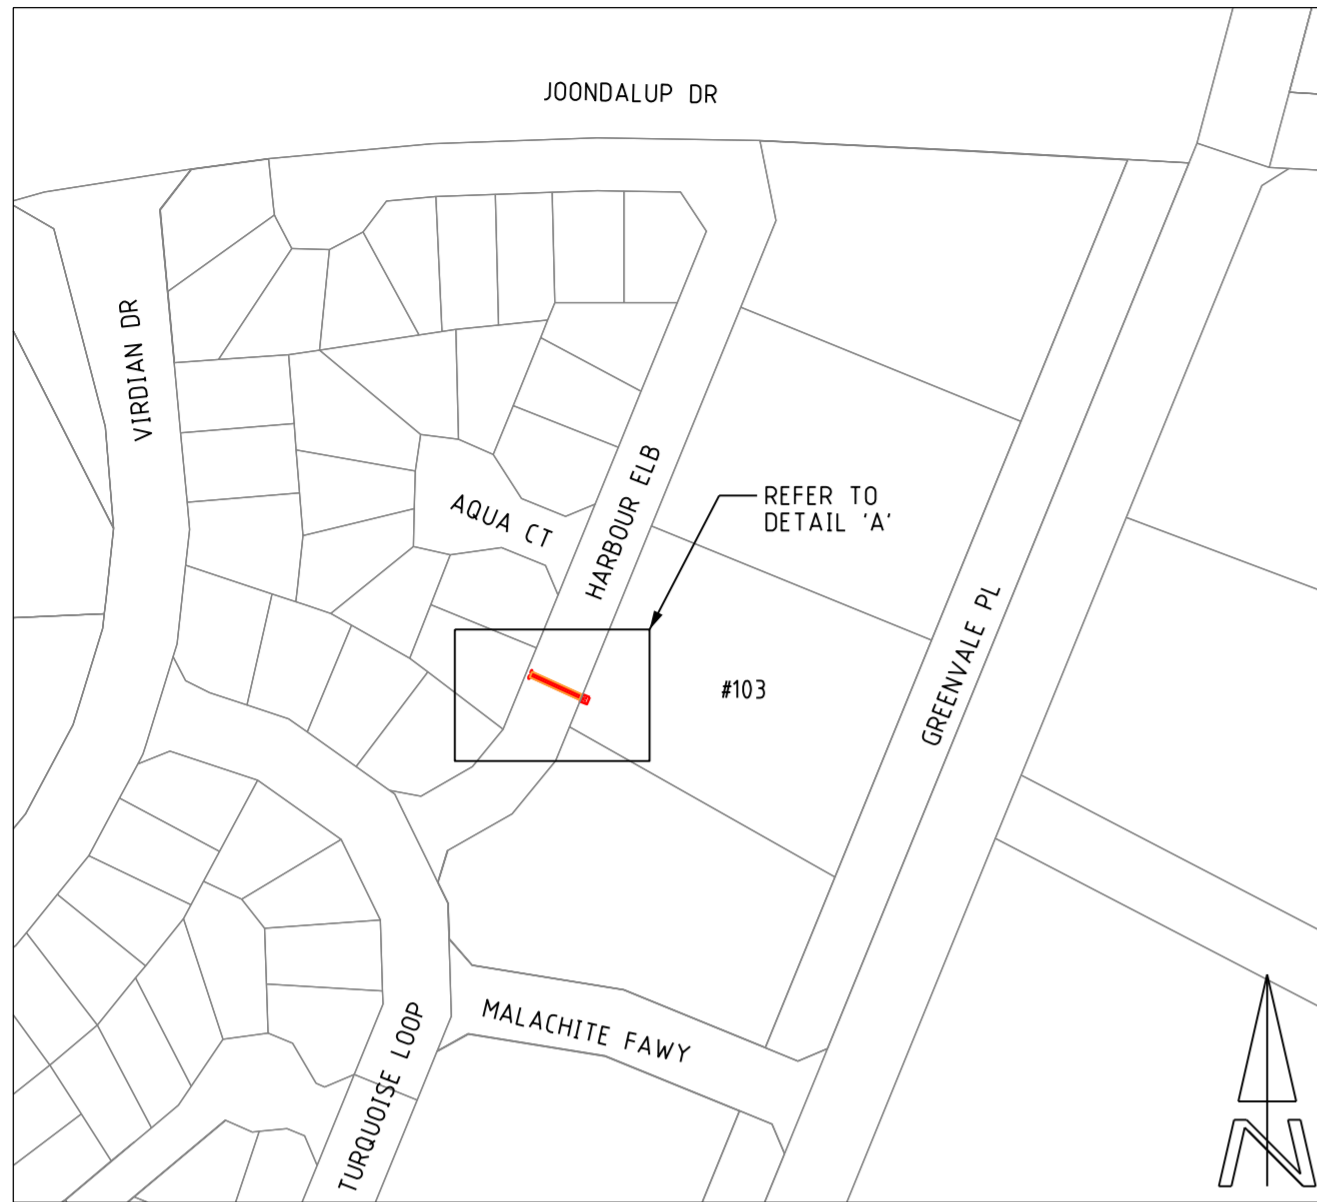 JOONDALUP DR
VIRDIAN DR
AQUA CT
HARBOUR ELB
REFER TO
DETAIL 'A'
GREENVALE PL
#103
MALACHITE FAWY
TURQUOISE LOOP
N